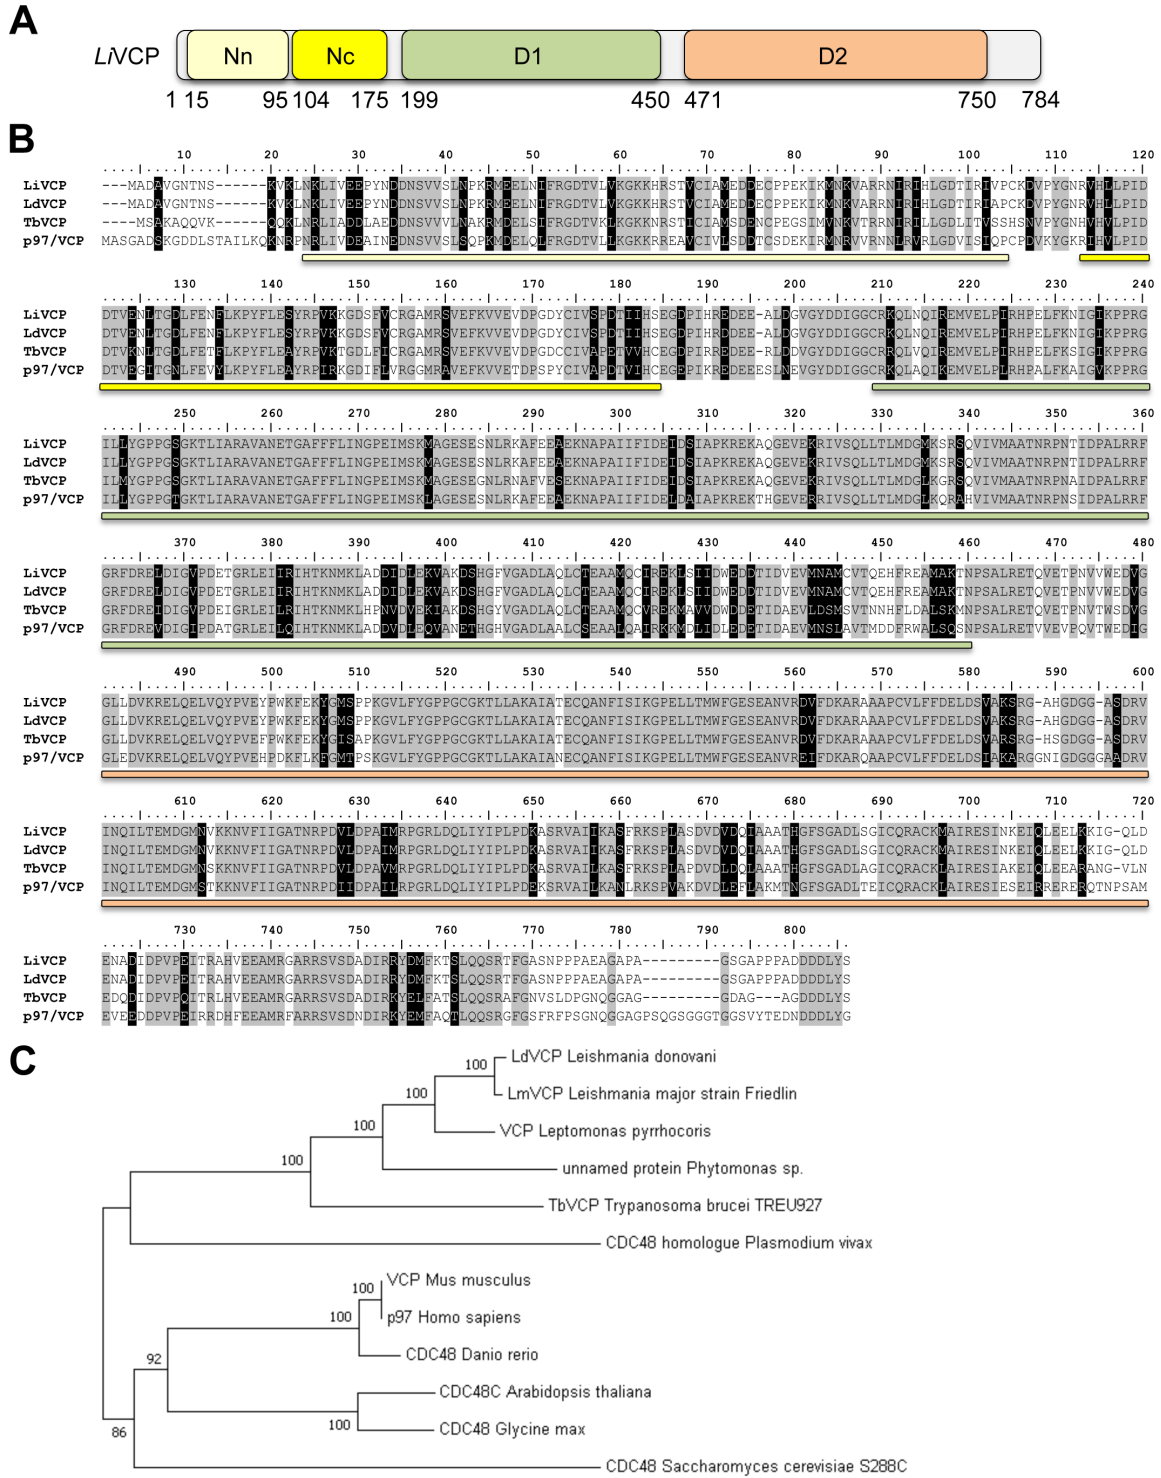 A
LiVCP Nn Nc D1 D2
1 15 95 104 175 199 450 471 750 784
B
10 20 30 40 50 60 70 80 90 100 110 120
LiVCP ---MADAVGNTNS------KVKLNKLIVEEPYNDDNSVVSLNPKRMEELNIFRGDTVLVKGKKHRSTVCIAMEDDECPPEKIKMNKVARRNIRIHLGDTIRIVPCKDVPYGNRVHLLPID
LdVCP ---MADAVGNTNS------KVKLNKLIVEEPYNDDNSVVSLNPKRMEELNIFRGDTVLVKGKKHRSTVCIAMEDDECPPEKIKMNKVARRNIRIHLGDTIRIAPCKDVPYGNRVHLLPID
TbVCP ----MSAKAQQVK------QQKLNRLIADDLAEDDNSVVILNAKRMDELSIFRGDTVLLKGKKHRSTICIAMSDENCPEGSIMMNKVTRRNIRIHLGDLITVSSHSNVPYGNRVHLLPID
p97/VCP MASGADSKGDDLSTAILKQKNRPNRLIVDEAINEDNSVVSLSQPKMDELQLFRGDTVLLKGKKRREAVCIVLSDDTCSDEKIRMNRVVRNNLRVRLGDVISIQPCPDVKYGKRIHVLPID
130 140 150 160 170 180 190 200 210 220 230 240
LiVCP DTVENLTGDLFENFLKPYFLESYRPVKKGDSFVCRGAMRSVEFKVVEVDPGDYCIVSPDTIIHSEGDPIHREDEE-ALDGVGYDDIGGCRKQLNQIREMVELPIRHPELFKNIGIKPPRG
LdVCP DTVENLTGDLFENFLKPYFLESYRPVKKGDSFVCRGAMRSVEFKVVEVDPGDYCIVSPDTIIHSEGDPIHREDEE-ALDGVGYDDIGGCRKQLNQIREMVELPIRHPELFKNIGIKPPRG
TbVCP DTVKNLTGDLFETFLKPYFLEAYRPVKTGDLFICRGAMRSVEFKVVEVDPGDCCIVAPETVVHCEGDPIRREDEE-RLDDVGYDDIGGCRRQLVQIREMVELPIRHPELFKSIGIKPPRG
p97/VCP DTVEGITGNLFEVYLKPYFLEAYRPIRKGDIFLVRGGMRAVEFKVVETDPSPYCIVAPDTVIHCEGEPIKREDEEESLNEVGYDDIGGCRKQLAQIKEMVELPLRHPALFKAIGVKPPRG
250 260 270 280 290 300 310 320 330 340 350 360
LiVCP ILLYGPPGSGKTLIARAVANETGAFFFLINGPEIMSKMAGESESNLRKAFEEAEKNAPAIIFIDEIDSIAPKREKAQGEVEKRIVSQLLTLMDGMKSRSQVIVMAATNRPNTIDPALRRF
LdVCP ILLYGPPGSGKTLIARAVANETGAFFFLINGPEIMSKMAGESESNLRKAFEEAEKNAPAIIFIDEIDSIAPKREKAQGEVEKRIVSQLLTLMDGMKSRSQVIVMAATNRPNTIDPALRRF
TbVCP ILMYGPPGSGKTLIARAVANETGAFFFLINGPEIMSKMAGESESNLRNAFVESEKNAPAIIFIDEIDSIAPKREKAQGEVEKRIVSQLLTLMDGLKGRSQVIVMAATNRPNTIDPALRRF
p97/VCP ILLYGPPGTGKTLIARAVANETGAFFFLINGPEIMSKLAGESESNLRKAFEEAEKNAPAIIFIDELDAIAPKREKTHGEVERRIVSQLLTLMDGLKQRAHVIVMAATNRPNSIDPALRRF
370 380 390 400 410 420 430 440 450 460 470 480
LiVCP GRFDRELDIGVPDETGRLEIIRIHTKNMKLADDIDLEKVAKDSHGFVGADLAQLCTEAAMQCIREKLSIIDWEDDTIDVEVMNAMCVTQEHFREAMAKTNPSALRETQVETPNVVWEDVG
LdVCP GRFDRELDIGVPDETGRLEIIRIHTKNMKLADDIDLEKVAKDSHGFVGADLAQLCTEAAMQCIREKLSIIDWEDDTIDVEVMNAMCVTQEHFREAMAKTNPSALRETQVETPNVVWEDVG
TbVCP GRFDREIDIGVPDETGRLEILRIHTKNMKLHPNVDVEKIAKDSHGYVGADLAQLCTEAAMQCVREKMAVVDWDDETIDAEVLDSMSVTNNHFLDALSKMNPSALRETQVETPNVTWSDVG
p97/VCP GRFDREVDIGIPDATGRLEILQIHTKNMKLADDVDLEQVANETHGHVGADLAALCSEAALQAIRKKMDLIDLEDETIDAEVMNSLAVTMDDFRWALSQSNPSALRETVVEVPQVTWEDIG
490 500 510 520 530 540 550 560 570 580 590 600
LiVCP GLLDVKRELQELVQYPVEYPWKFEKYGMSPPKGVLFYGPPGCGKTLLAKAIATECQANFISIKGPELLTMWFGESEANVRDVFDKARAAAPCVLFFDELDSVAKSRG-AHGDGG-ASDRV
LdVCP GLLDVKRELQELVQYPVEYPWKFEKYGMSPPKGVLFYGPPGCGKTLLAKAIATECQANFISIKGPELLTMWFGESEANVRDVFDKARAAAPCVLFFDELDSVAKSRG-AHGDGG-ASDRV
TbVCP GLLDVKRELQELVQYPVEFPWKFEKYGISAPKGVLFYGPPGCGKTLLAKAIATECQANFISIKGPELLTMWFGESEANVRDVFDKARAAAPCVLFFDELDSVARSRG-HSGDGG-ASDRV
p97/VCP GLEDVKRELQELVQYPVEHPDKFLKFGMTPSKGVLFYGPPGCGKTLLAKAIANECQANFISIKGPELLTMWFGESEANVREIFDKARQAAPCVLFFDELDSIAKARGGNIGDGGGAADRV
610 620 630 640 650 660 670 680 690 700 710 720
LiVCP INQILTEMDGMNVKKNVFIIGATNRPDVLDPAIMRPGRLDQLIYIPLPDKASRVAIIKASFRKSPLASDVDVDQIAAATHGFSGADLSGICQRACKMAIRESINKEIQLEELKKIG-QLD
LdVCP INQILTEMDGMNVKKNVFIIGATNRPDVLDPAIMRPGRLDQLIYIPLPDKASRVAIIKASFRKSPLASDVDVDQIAAATHGFSGADLSGICQRACKMAIRESINKEIQLEELKKIG-QLD
TbVCP INQILTEMDGMNSKKNVFIIGATNRPDVLDPAVMRPGRLDQLIYIPLPDKASRVAILKASFRKSPLAPDVDLDQLAAATHGFSGADLAGICQRACKLAIRESIAKEIQLEEARANG-VLN
p97/VCP INQILTEMDGMSTKKNVFIIGATNRPDIIDPAILRPGRLDQLIYIPLPDEKSRVAILKANLRKSPVAKDVDLEFLAKMTNGFSGADLTEICQRACKLAIRESIESEIRRERERQTNPSAM
730 740 750 760 770 780 790 800
LiVCP ENADIDPVPEITRAHVEEAMRGARRSVSDADIRRYDMFKTSLQQSRTFGASNPPPAEAGAPA---------GSGAPPPADDDDLYS
LdVCP ENADIDPVPEITRAHVEEAMRGARRSVSDADIRRYDMFKTSLQQSRTFGASNPPPAEAGAPA---------GSGAPPPADDDDLYS
TbVCP EDQDIDPVPQITRLHVEEAMRGARRSVSDADIRKYELFATSLQQSRAFGNVSLDPGNQGGAG---------GDAG---AGDDDLYS
p97/VCP EVEEDDPVPEIRRDHFEEAMRFARRSVSDNDIRKYEMFAQTLQQSRGFGSFRFPSGNQGGAGPSQGSGGGTGGSVYTEDNDDDLYG
C
100 LdVCP Leishmania donovani
100 LmVCP Leishmania major strain Friedlin
100 VCP Leptomonas pyrrhocoris
100 unnamed protein Phytomonas sp.
TbVCP Trypanosoma brucei TREU927
CDC48 homologue Plasmodium vivax
100 VCP Mus musculus
100 p97 Homo sapiens
92 CDC48 Danio rerio
CDC48C Arabidopsis thaliana
100 CDC48 Glycine max
86
CDC48 Saccharomyces cerevisiae S288C